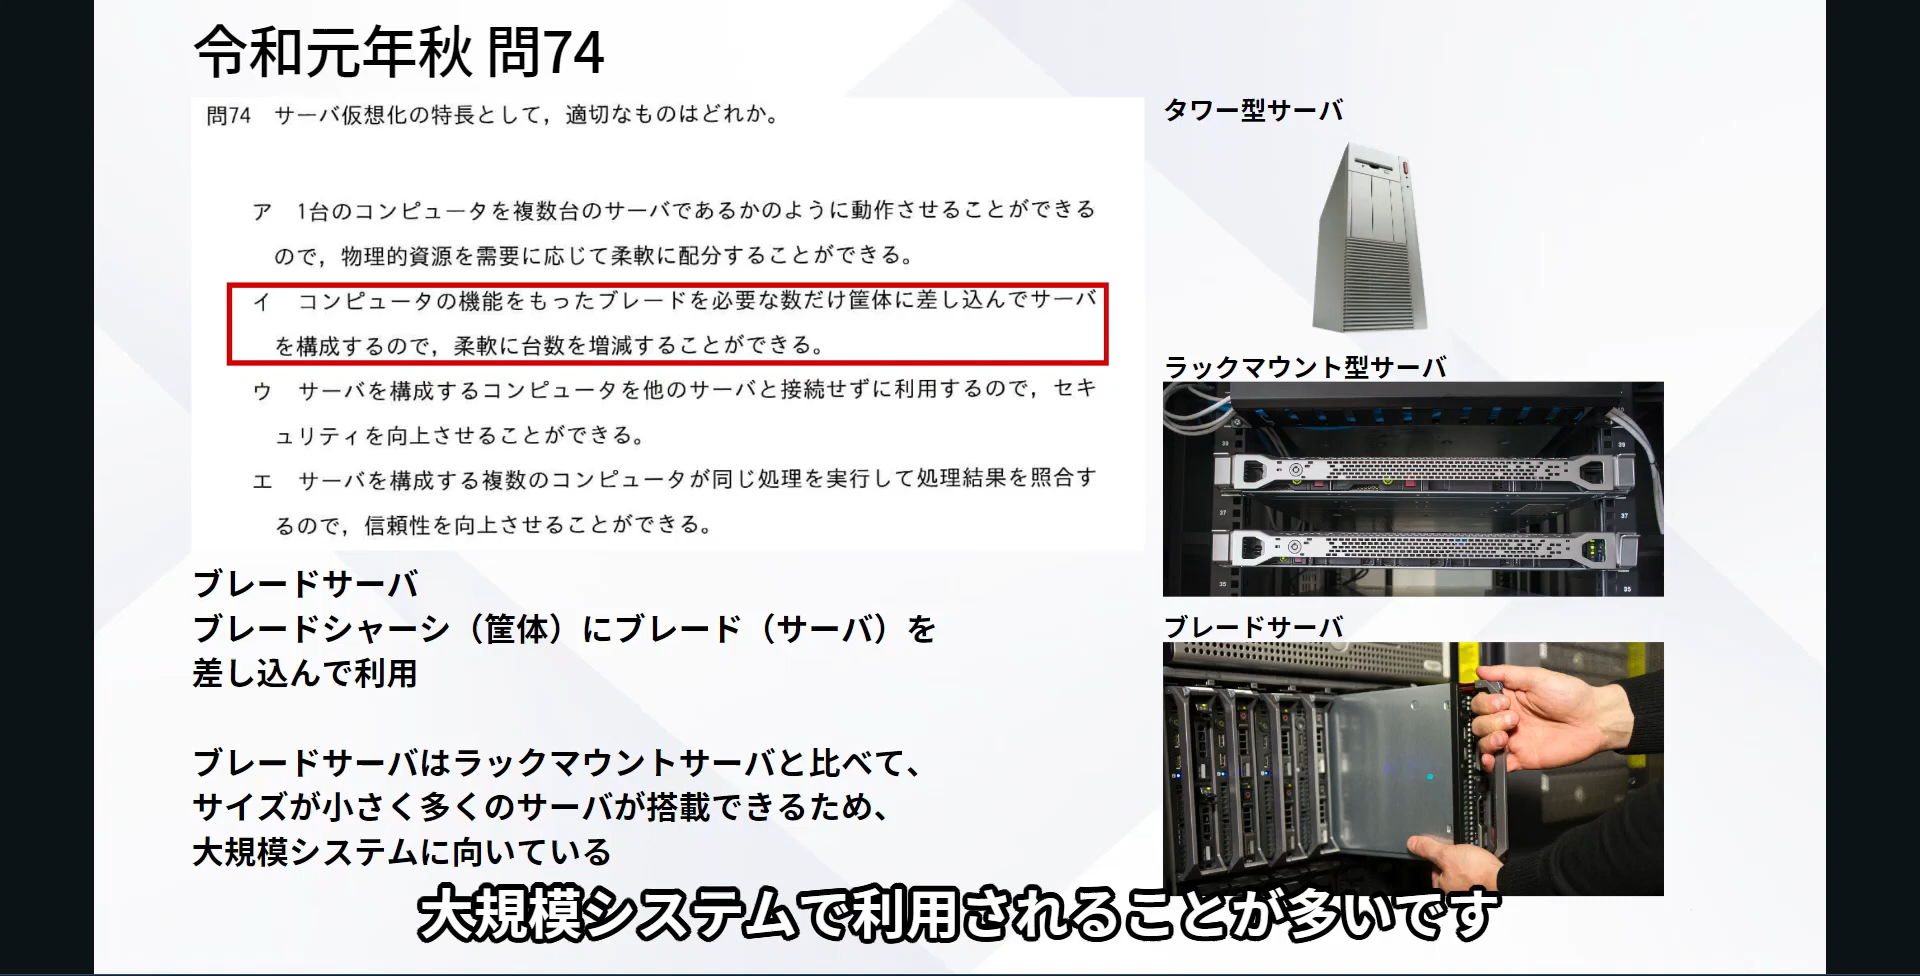 令和元年秋 問74
問74 サーバ仮想化の特長として，適切なものはどれか。
ア 1台のコンピュータを複数台のサーバであるかのように動作させることができる
ので，物理的資源を需要に応じて柔軟に配分することができる。
イ コンピュータの機能をもったブレードを必要な数だけ筐体に差し込んでサーバ
を構成するので，柔軟に台数を増減することができる。
ウ サーバを構成するコンピュータを他のサーバと接続せずに利用するので，セキ
ュリティを向上させることができる。
エ サーバを構成する複数のコンピュータが同じ処理を実行して処理結果を照合す
るので，信頼性を向上させることができる。
ブレードサーバ
ブレードシャーシ（筐体）にブレード（サーバ）を
差し込んで利用
ブレードサーバはラックマウントサーバと比べて、
サイズが小さく多くのサーバが搭載できるため、
大規模システムに向いている
タワー型サーバ
ラックマウント型サーバ
39
29
37
37
35
35
ブレードサーバ
大規模システムで利用されることが多いです